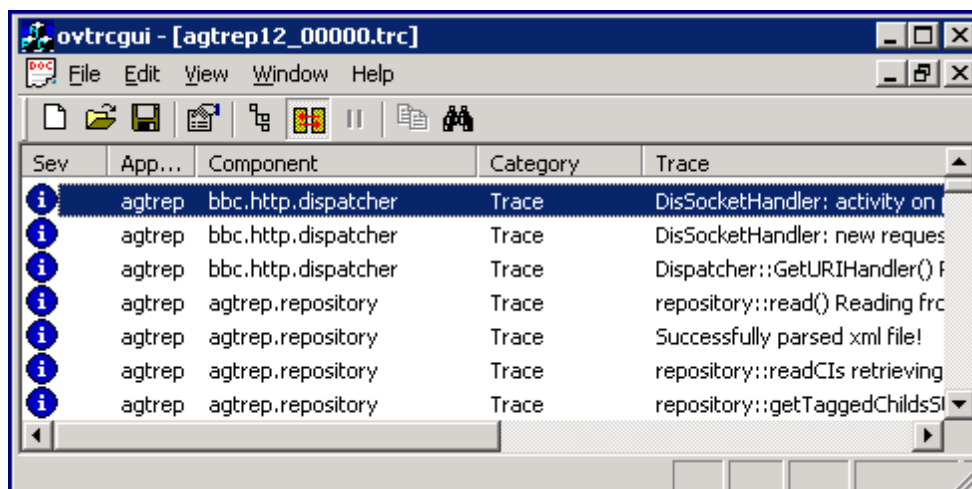 ovtrcgui - [agtrep12_00000.trc]
File Edit View Window Help
Sev App... Component Category Trace
agtrep bbc.http.dispatcher Trace DisSocketHandler: activity on
agtrep bbc.http.dispatcher Trace DisSocketHandler: new reques
agtrep bbc.http.dispatcher Trace Dispatcher::GetURIHandler()
agtrep agtrep.repository Trace repository::read() Reading fro
agtrep agtrep.repository Trace Successfully parsed xml file!
agtrep agtrep.repository Trace repository::readCIs retrieving
agtrep agtrep.repository Trace repository::getTaggedChildsS